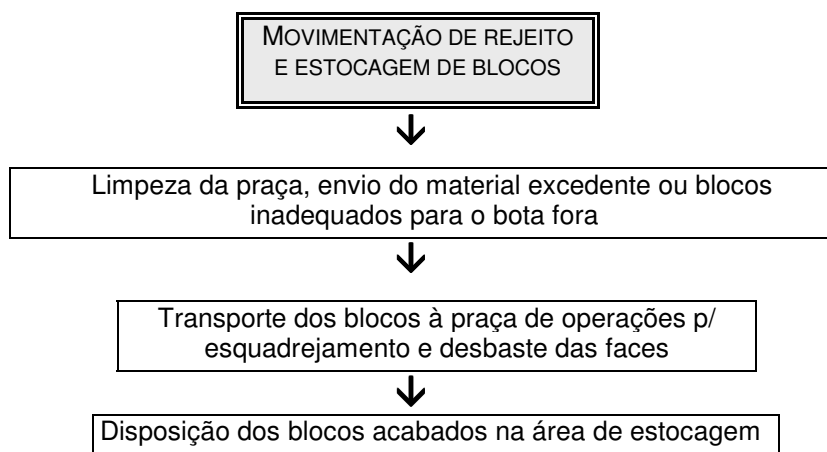 MOVIMENTAÇÃO DE REJEITO
E ESTOCAGEM DE BLOCOS
Limpeza da praça, envio do material excedente ou blocos
inadequados para o bota fora
Transporte dos blocos à praça de operações p/
esquadrejamento e desbaste das faces
Disposição dos blocos acabados na área de estocagem